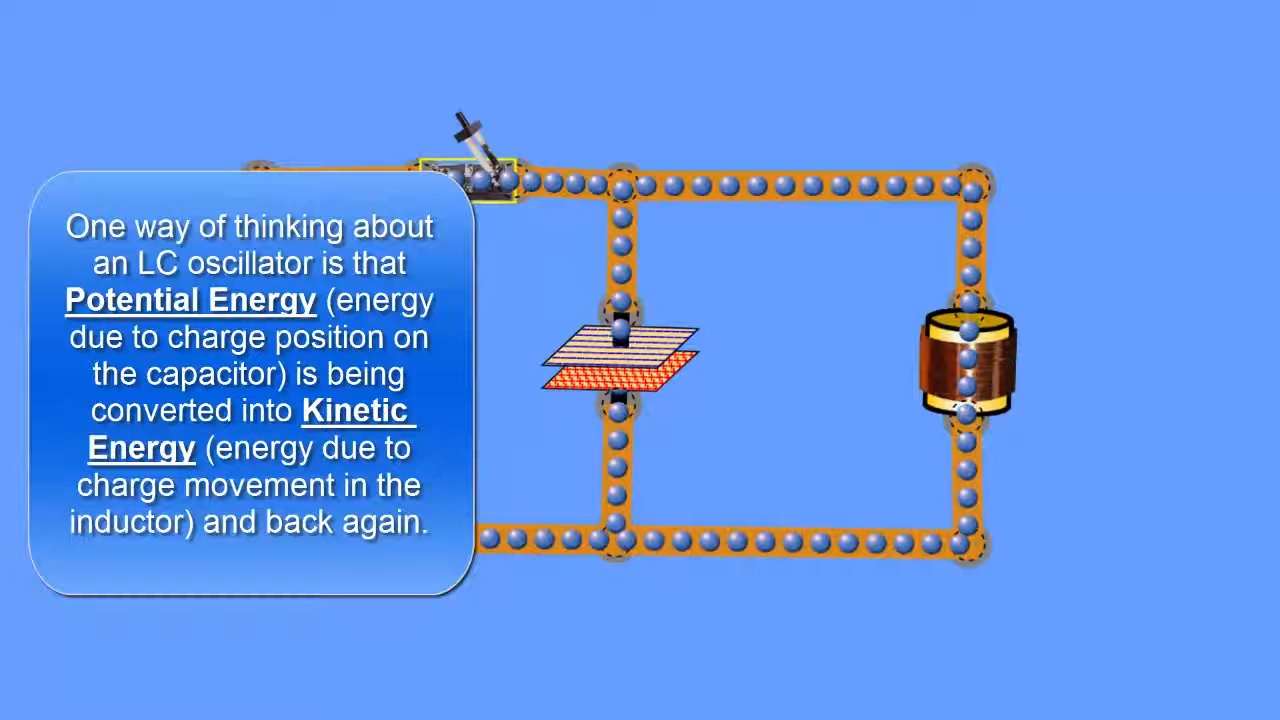 One way of thinking about
an LC oscillator is that
Potential Energy (energy
due to charge position on
the capacitor) is being
converted into Kinetic
Energy (energy due to
charge movement in the
inductor) and back again.